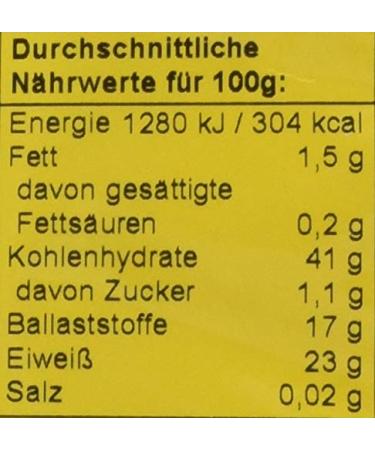 Durchschnittliche
Nährwerte für 100g:
Energie 1280 kJ / 304 kcal
Fett 1,5 g
davon gesättigte
Fettsäuren 0,2 g
Kohlenhydrate 41 g
davon Zucker 1,1 g
Ballaststoffe 17 g
Eiweiß 23 g
Salz 0,02 g